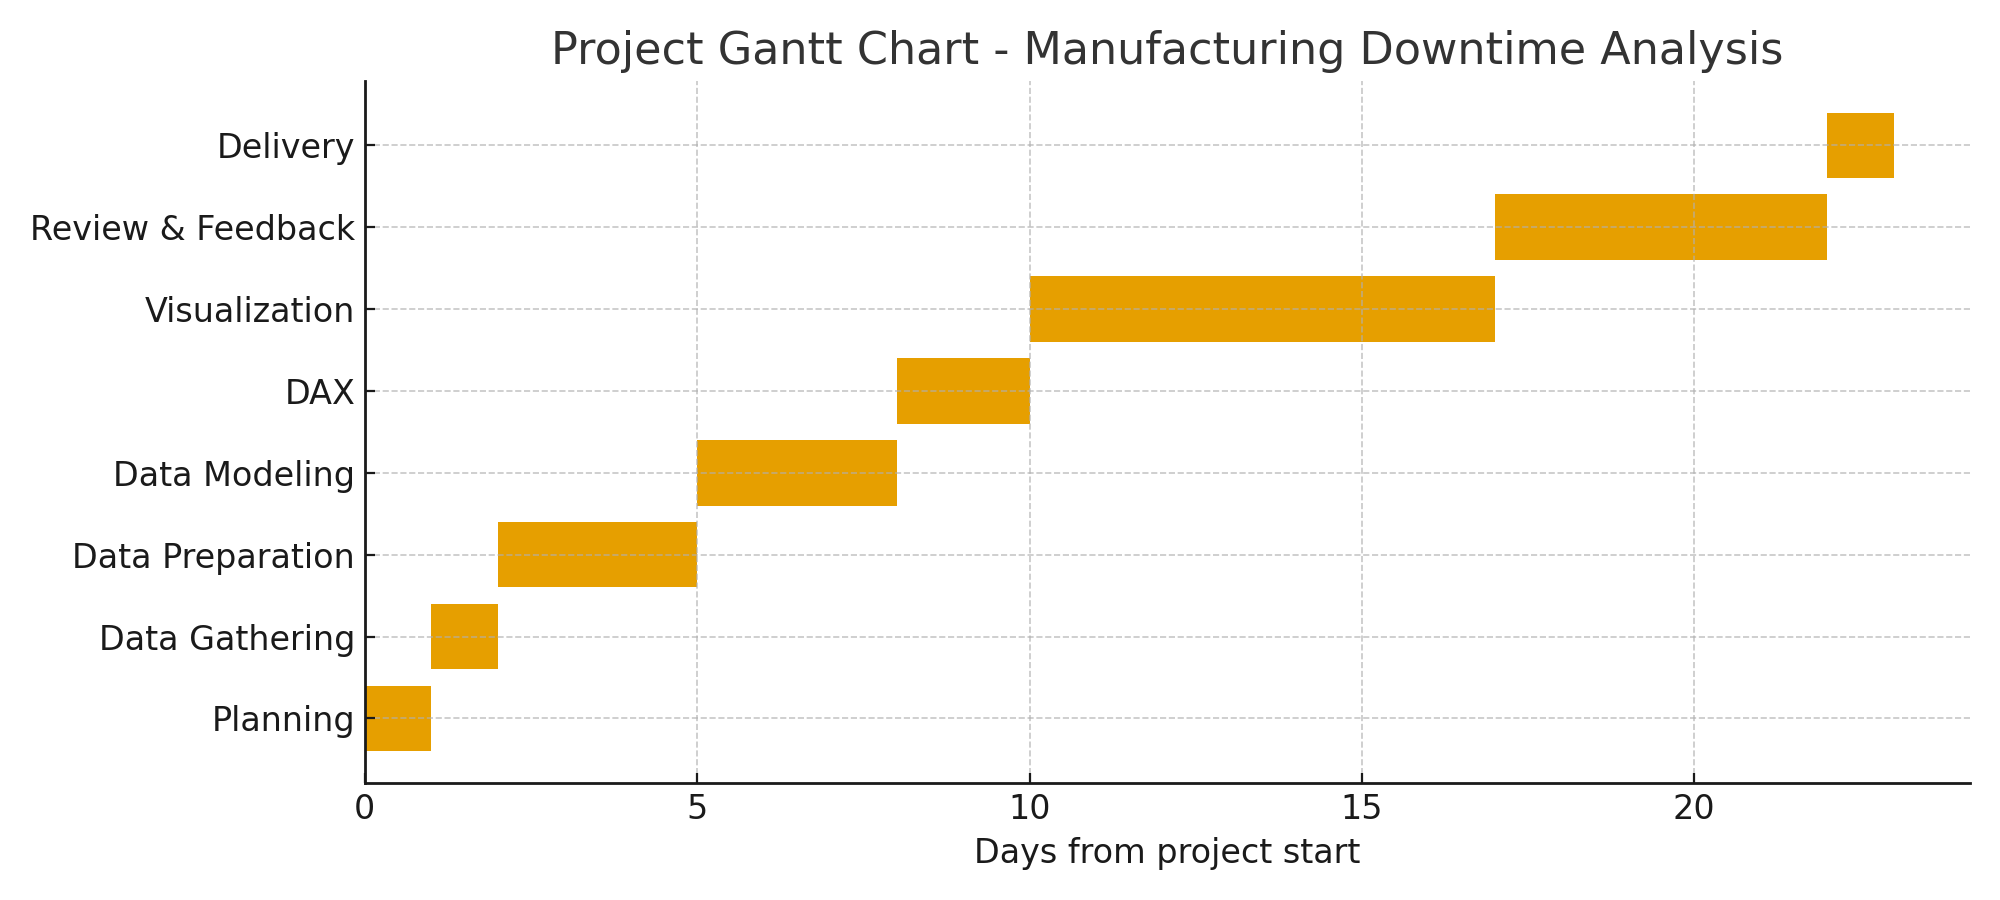 Project Gantt Chart - Manufacturing Downtime Analysis
Delivery
Review & Feedback
Visualization
DAX
Data Modeling
Data Preparation
Data Gathering
Planning
0 5 10 15 20
Days from project start